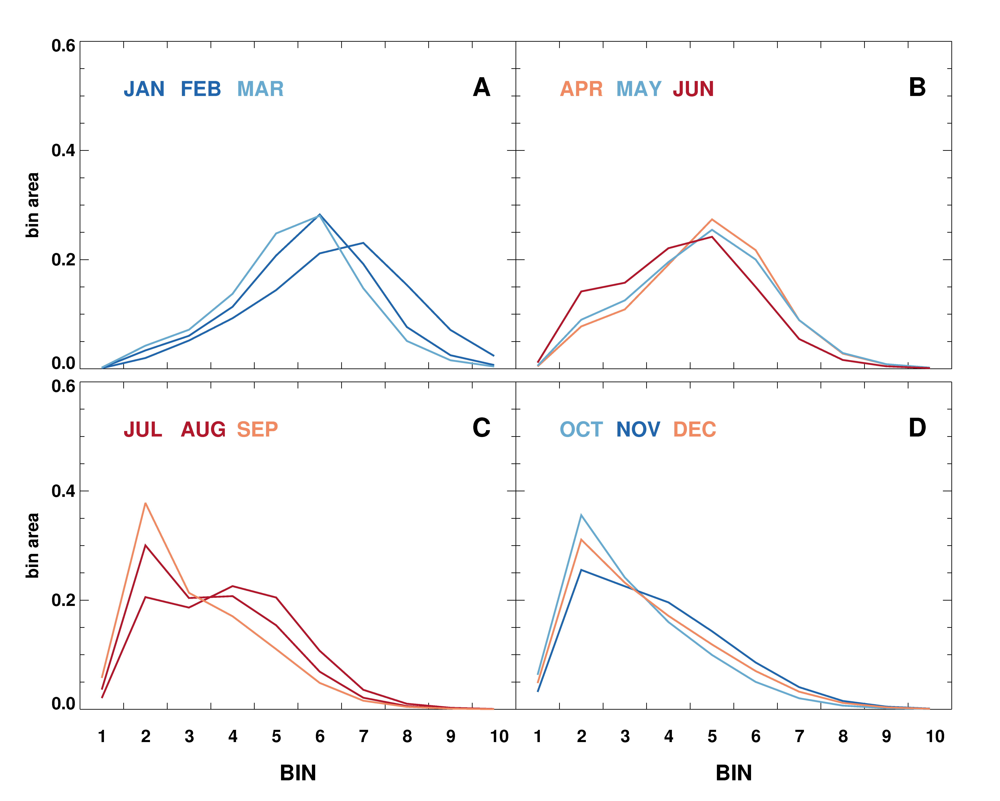 0.6
JAN FEB MAR A
APR MAY JUN B
0.4
bin area
0.2
0.0
0.6
JUL AUG SEP C
OCT NOV DEC D
0.4
bin area
0.2
0.0
1 2 3 4 5 6 7 8 9 10
1 2 3 4 5 6 7 8 9 10
BIN
BIN